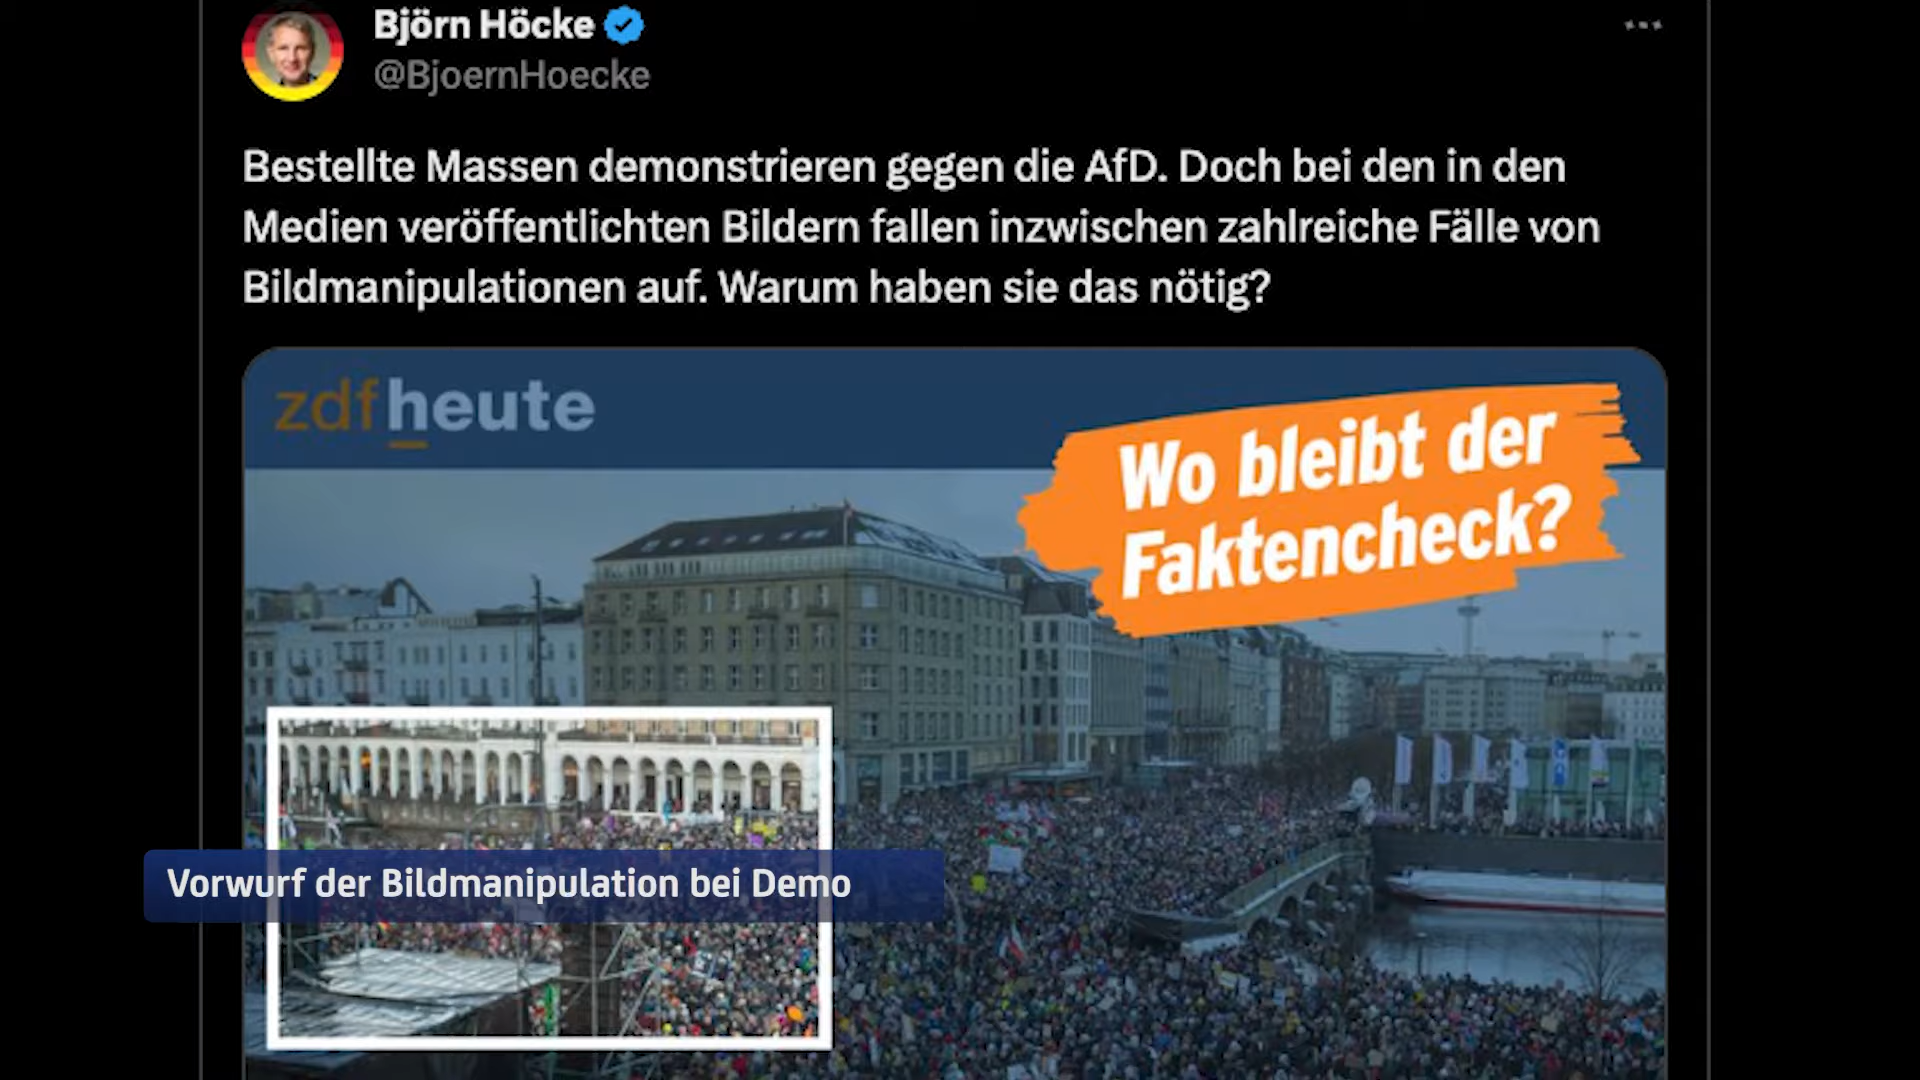 Björn Höcke
@BjoernHoecke
Bestellte Massen demonstrieren gegen die AfD. Doch bei den in den
Medien veröffentlichten Bildern fallen inzwischen zahlreiche Fälle von
Bildmanipulationen auf. Warum haben sie das nötig?
zdfheute
Wo bleibt der
Faktencheck?
Vorwurf der Bildmanipulation bei Demo